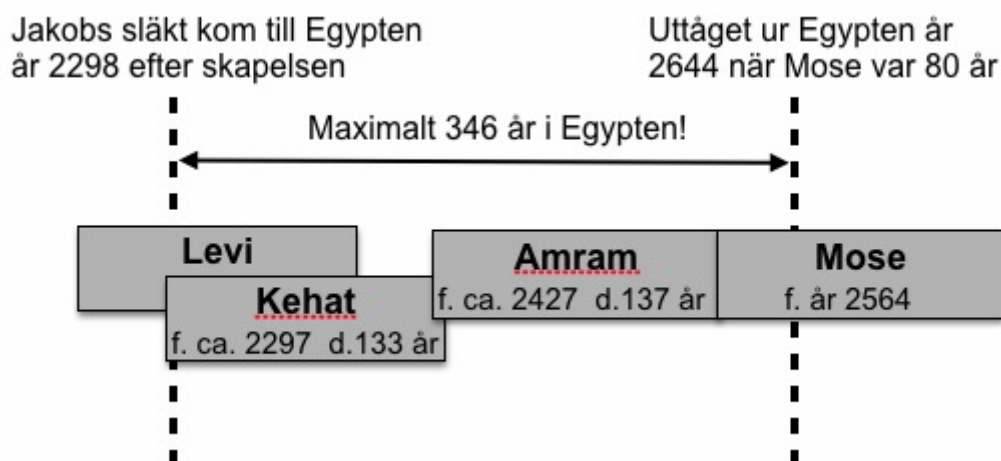 Jakobs släkt kom till Egypten
år 2298 efter skapelsen
Uttåget ur Egypten år
2644 när Mose var 80 år
Maximalt 346 år i Egypten!
Levi
Kehat
f. ca. 2297 d.133 år
Amram
f. ca. 2427 d.137 år
Mose
f. år 2564